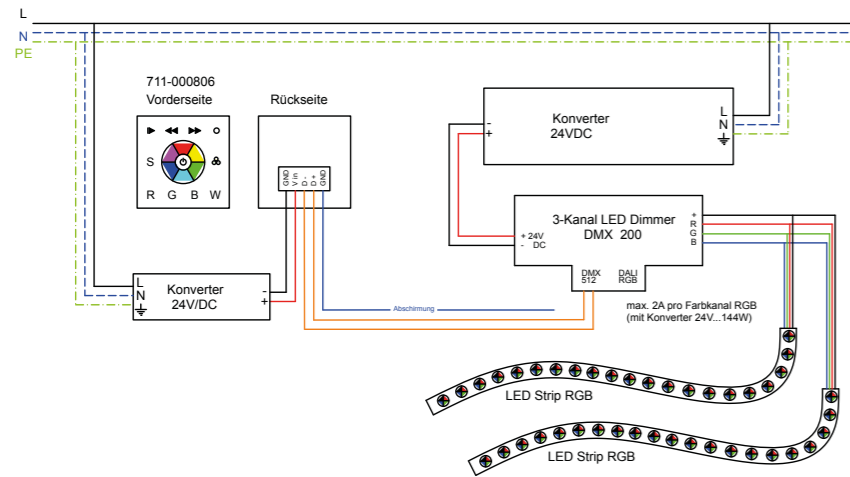 L
N
PE
711-000806
Vorderseite
Rückseite
S
R G B W
GND
V in
D -
D +
GND
L
N
Konverter
24V/DC
-
+
Abschirmung
-
+
Konverter
24VDC
L
N
3-Kanal LED Dimmer
DMX 200
+ 24V
- DC
+
R
G
B
DMX
512
DALI
RGB
max. 2A pro Farbkanal RGB
(mit Konverter 24V...144W)
LED Strip RGB
LED Strip RGB